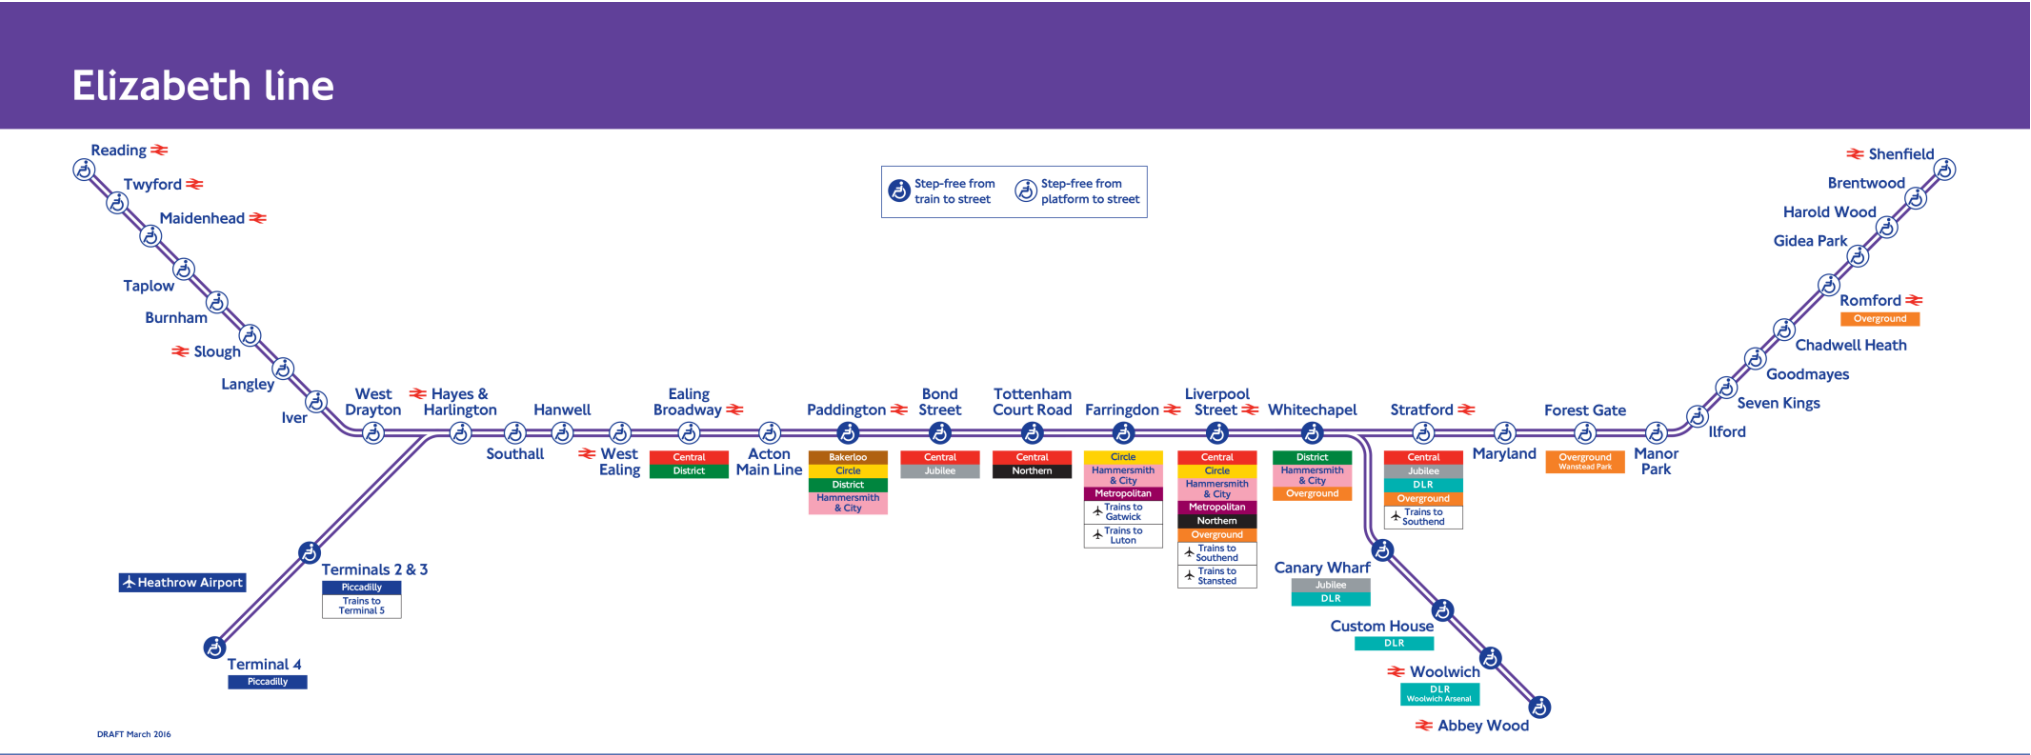 Elizabeth line
Step-free from
train to street
Step-free from
platform to street
Reading
Twyford
Maidenhead
Taplow
Burnham
Slough
Langley
Iver
West
Drayton
Hayes &
Harlington
Southall
Hanwell
West
Ealing
Ealing
Broadway
Central
District
Acton
Main Line
Paddington
Bakerloo
Circle
District
Hammersmith
& City
Bond
Street
Central
Jubilee
Tottenham
Court Road
Central
Northern
Farringdon
Circle
Hammersmith
& City
Metropolitan
Trains to
Gatwick
Trains to
Luton
Liverpool
Street
Central
Circle
Hammersmith
& City
Metropolitan
Northern
Overground
Trains to
Southend
Trains to
Stansted
Whitechapel
District
Hammersmith
& City
Overground
Stratford
Central
Jubilee
DLR
Overground
Trains to
Southend
Maryland
Forest Gate
Overground
Wanstead Park
Manor
Park
Ilford
Seven Kings
Goodmayes
Chadwell Heath
Romford
Overground
Gidea Park
Harold Wood
Brentwood
Shenfield
Heathrow Airport
Terminals 2 & 3
Piccadilly
Trains to
Terminal 5
Terminal 4
Piccadilly
Canary Wharf
Jubilee
DLR
Custom House
DLR
Woolwich
DLR
Woolwich Arsenal
Abbey Wood
DRAFT March 2016